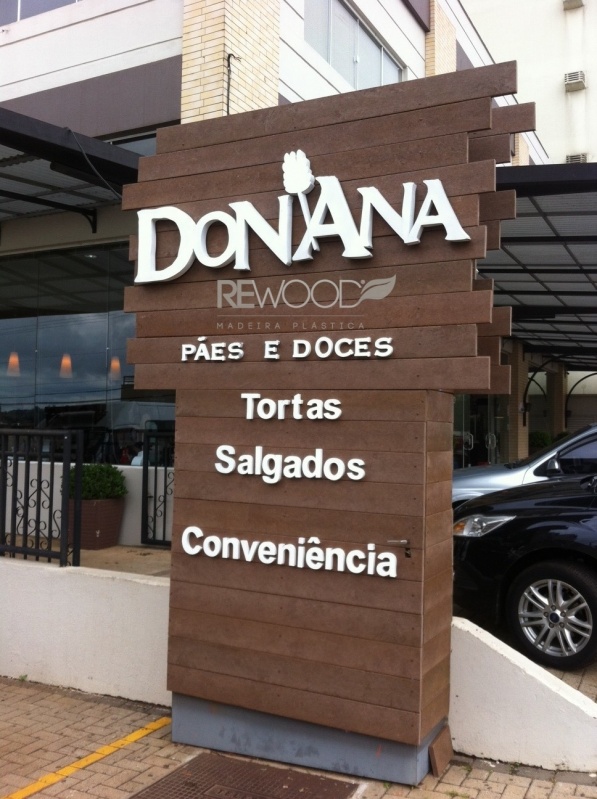 DONANA
REWOOD
MADEIRA PLÁSTICA
PÃES E DOCES
Tortas
Salgados
Conveniência